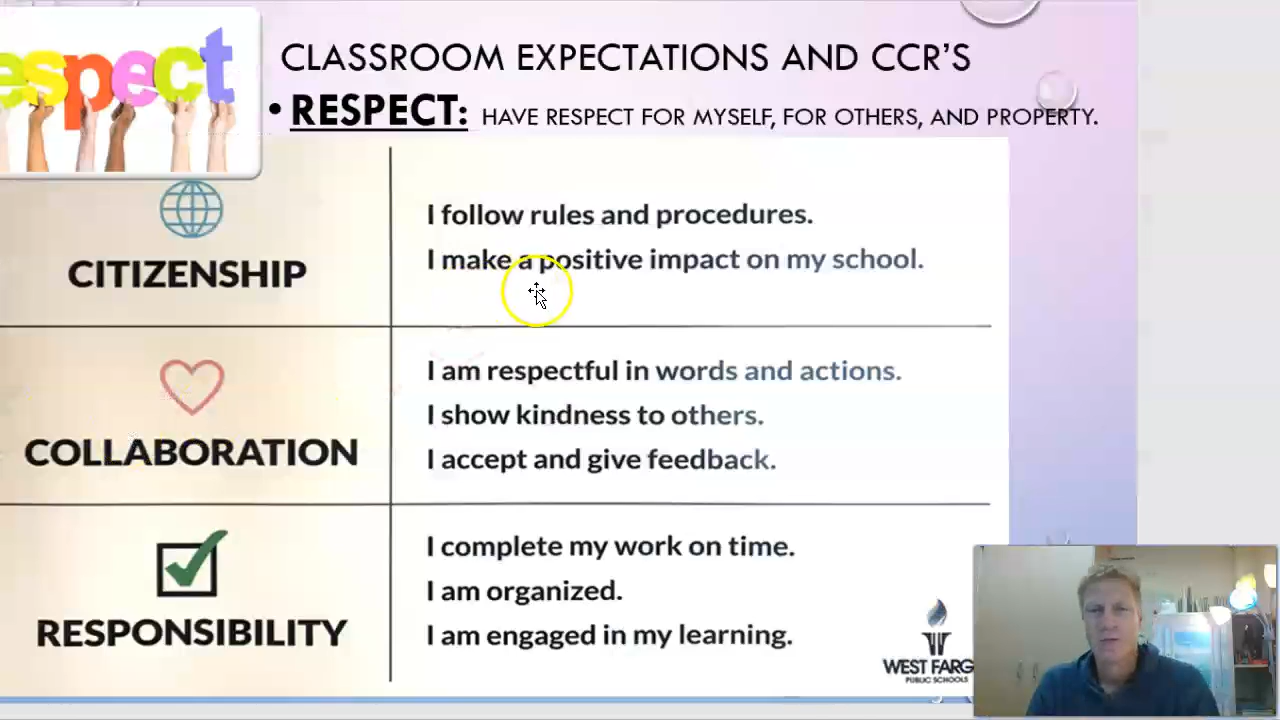 espect
CLASSROOM EXPECTATIONS AND CCR'S
• RESPECT: HAVE RESPECT FOR MYSELF, FOR OTHERS, AND PROPERTY.
CITIZENSHIP
I follow rules and procedures.
I make a positive impact on my school.
COLLABORATION
I am respectful in words and actions.
I show kindness to others.
I accept and give feedback.
RESPONSIBILITY
I complete my work on time.
I am organized.
I am engaged in my learning.
WEST FARG
PUBLIC SCHOOLS